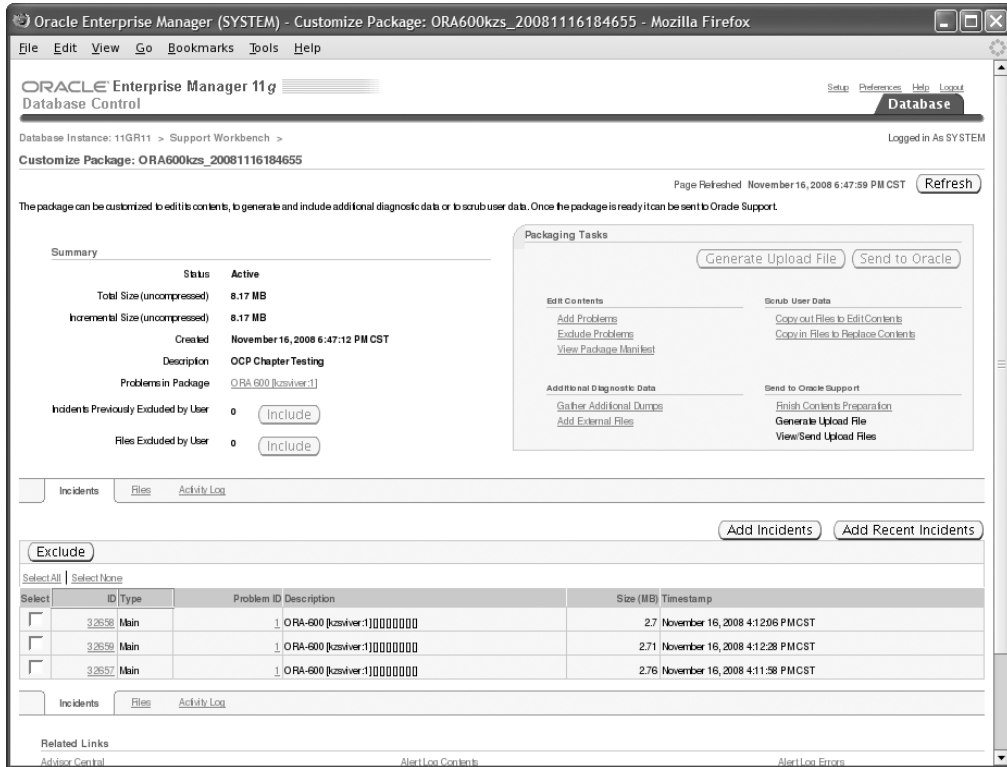 Oracle Enterprise Manager (SYSTEM) - Customize Package: ORA600kzs_20081116184655 - Mozilla Firefox
File Edit View Go Bookmarks Tools Help
ORACLE Enterprise Manager 11g
Database Control
Setup Preferences Help Logout
Database
Database Instance: 11GR11 > Support Workbench >
Logged in As SYSTEM
Customize Package: ORA600kzs_20081116184655
Page Refreshed November 16, 2008 6:47:59 PM CST Refresh
The package can be customized to edit its contents, to generate and include additional diagnostic data or to scrub user data. Once the package is ready it can be sent to Oracle Support.
Summary
Status Active
Total Size (uncompressed) 8.17 MB
Incremental Size (uncompressed) 8.17 MB
Created November 16, 2008 6:47:12 PM CST
Description OCP Chapter Testing
Problems in Package ORA 600 [kzsviver:1]
Incidents Previously Excluded by User 0 Include
Files Excluded by User 0 Include
Packaging Tasks
Generate Upload File Send to Oracle
Edit Contents
Add Problems
Exclude Problems
View Package Manifest
Scrub User Data
Copy out Files to Edit Contents
Copy in Files to Replace Contents
Additional Diagnostic Data
Gather Additional Dumps
Add External Files
Send to Oracle Support
Finish Contents Preparation
Generate Upload File
View/Send Upload Files
Incidents Files Activity Log
Add Incidents Add Recent Incidents
Exclude
Select All | Select None
Select ID Type Problem ID Description Size (MB) Timestamp
32658 Main 1 ORA-600 [kzsviver:1] [] [] [] [] [] [] [] 2.7 November 16, 2008 4:12:06 PM CST
32659 Main 1 ORA-600 [kzsviver:1] [] [] [] [] [] [] [] 2.71 November 16, 2008 4:12:28 PM CST
32657 Main 1 ORA-600 [kzsviver:1] [] [] [] [] [] [] [] 2.76 November 16, 2008 4:11:58 PM CST
Incidents Files Activity Log
Related Links
Advisor Central Alert Log Contents Alert Log Errors